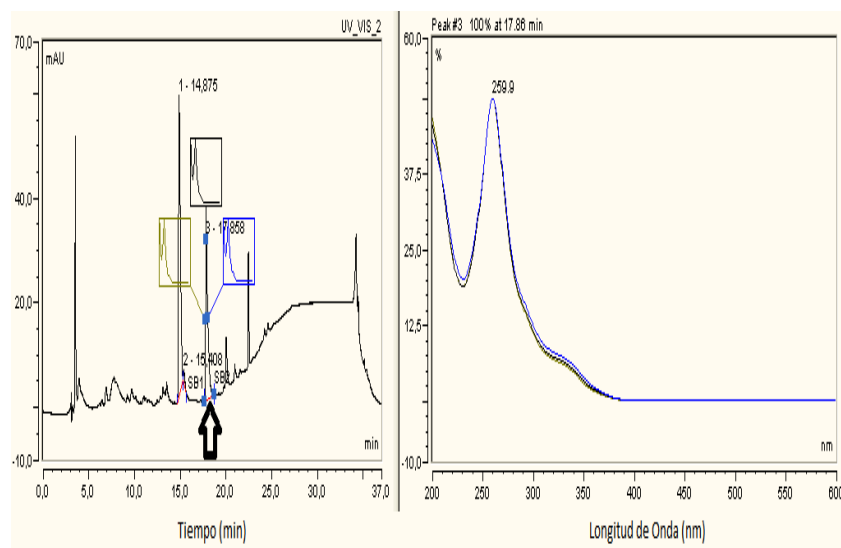 UV_VIS_2
70,0
mAU
1 - 14,875
40,0
3 - 17,858
20,0
2 - 15,408
SB1
SB2
min
-10,0
0,0 5,0 10,0 15,0 20,0 25,0 30,0 37,0
Tiempo (min)
Peak #3 100% at 17.86 min
60,0
%
259.9
37,5
25,0
12,5
nm
-10,0
200 250 300 350 400 450 500 550 600
Longitud de Onda (nm)